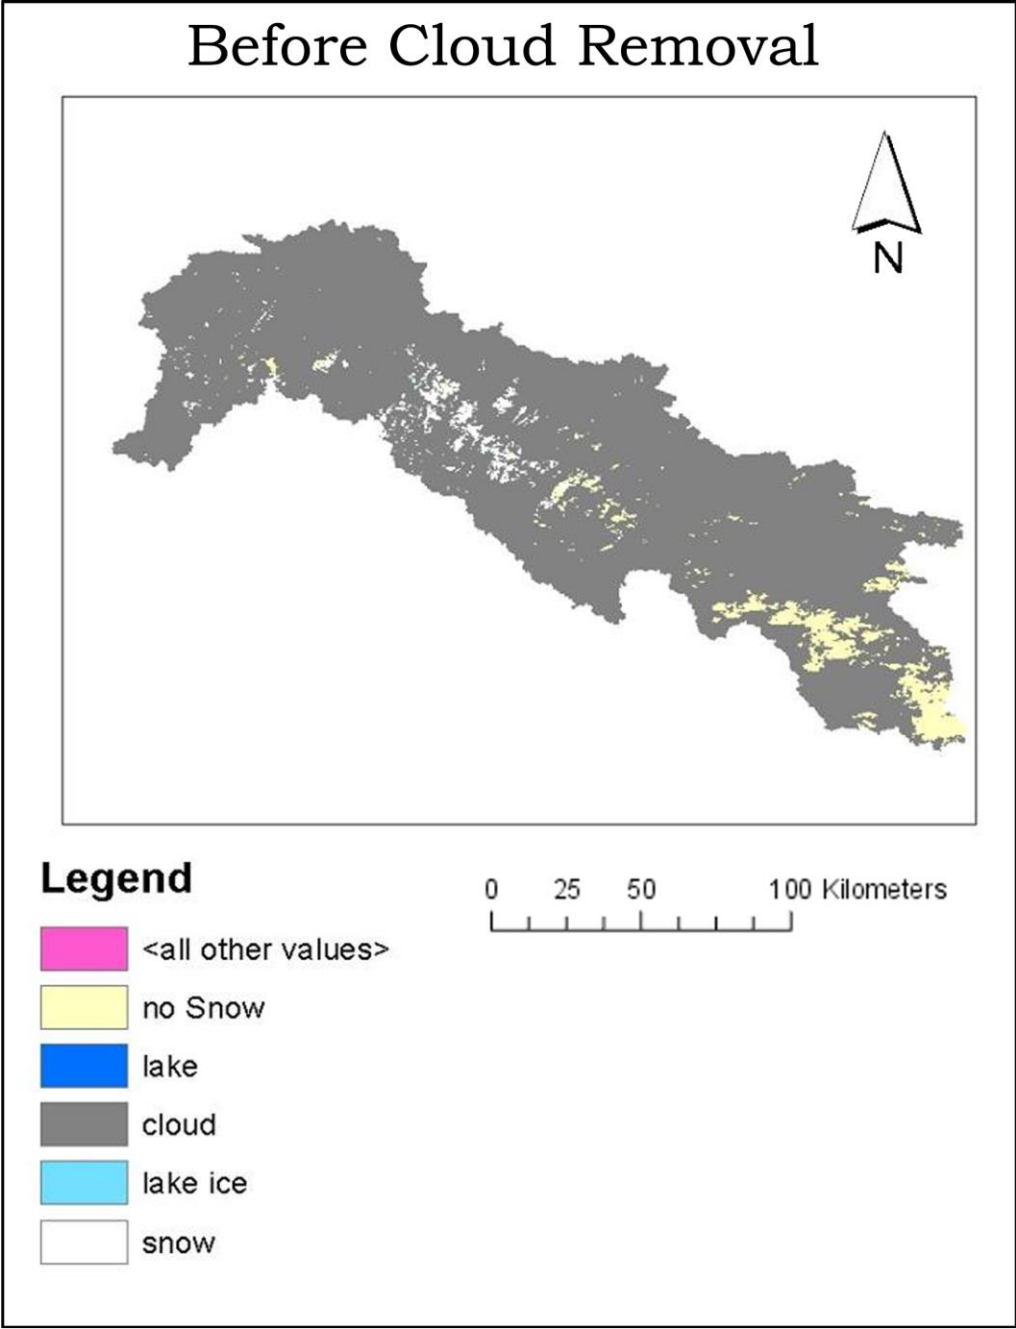 Before Cloud Removal
N
Legend
0 25 50 100 Kilometers
<all other values>
no Snow
lake
cloud
lake ice
snow